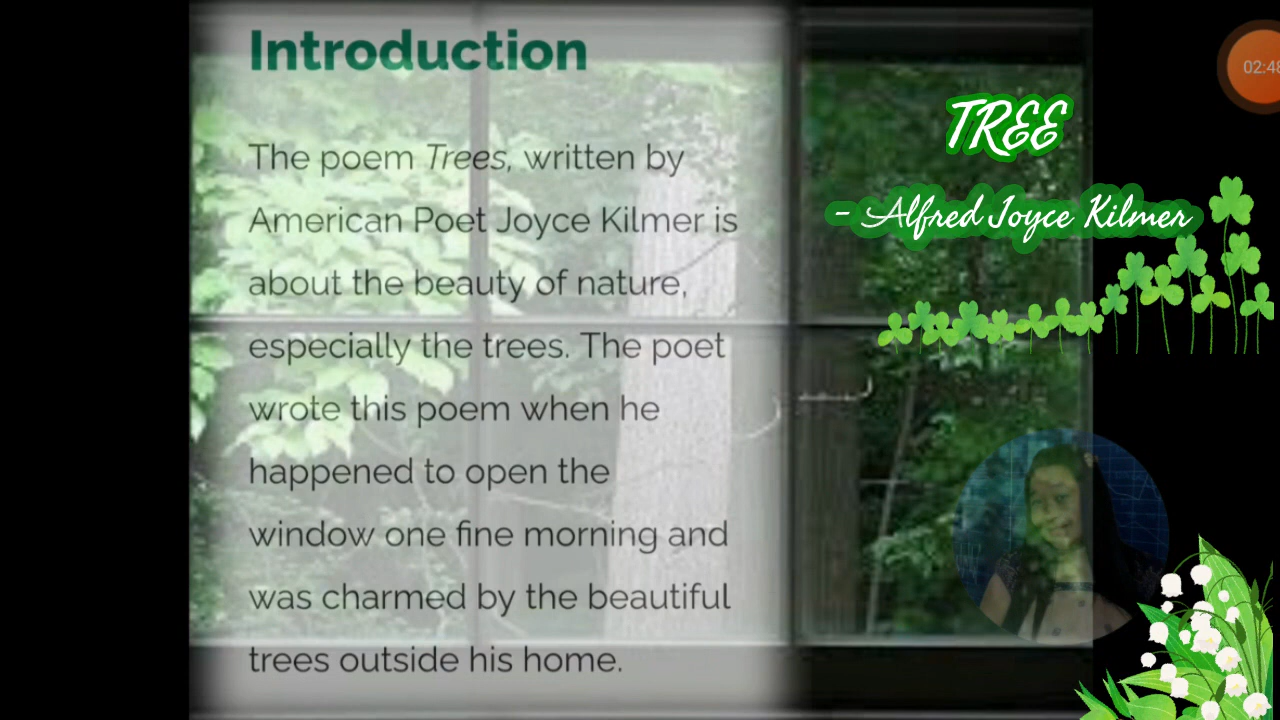 Introduction
The poem Trees, written by
American Poet Joyce Kilmer is
about the beauty of nature,
especially the trees. The poet
wrote this poem when he
happened to open the
window one fine morning and
was charmed by the beautiful
trees outside his home.
TREE
- Alfred Joyce Kilmer
02:48